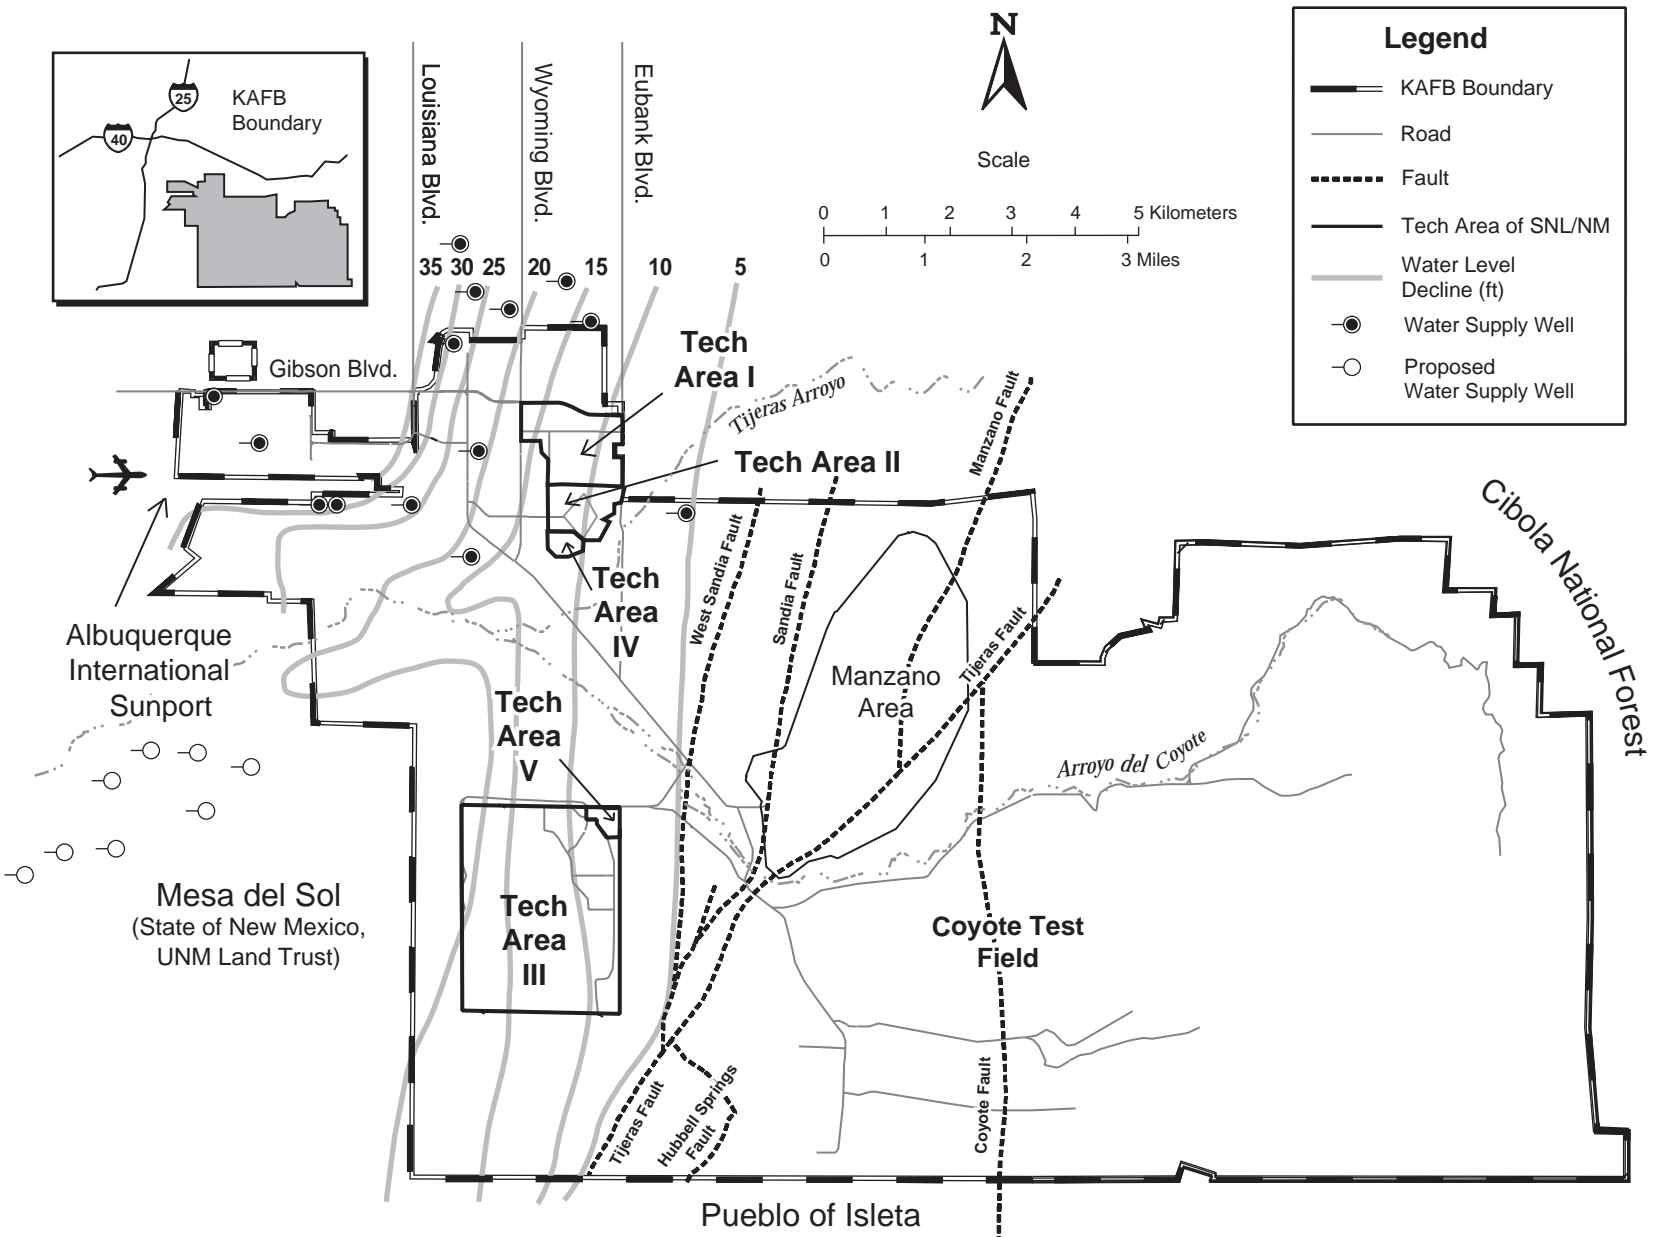 25
KAFB
Boundary
40
Louisiana Blvd.
Wyoming Blvd.
Eubank Blvd.
N
Scale
0 1 2 3 4 5 Kilometers
0 1 2 3 Miles
Legend
KAFB Boundary
Road
Fault
Tech Area of SNL/NM
Water Level
Decline (ft)
Water Supply Well
Proposed
Water Supply Well
35 30 25 20 15 10 5
Gibson Blvd.
Tech
Area I
Tijeras Arroyo
Manzano Fault
Tech Area II
Cibola National Forest
West Sandia Fault
Sandia Fault
Tech
Area
IV
Tijeras Fault
Albuquerque
International
Sunport
Manzano
Area
Tech
Area
V
Arroyo del Coyote
Mesa del Sol
(State of New Mexico,
UNM Land Trust)
Tech
Area
III
Coyote Test
Field
Tijeras Fault
Hubbell Springs
Fault
Coyote Fault
Pueblo of Isleta